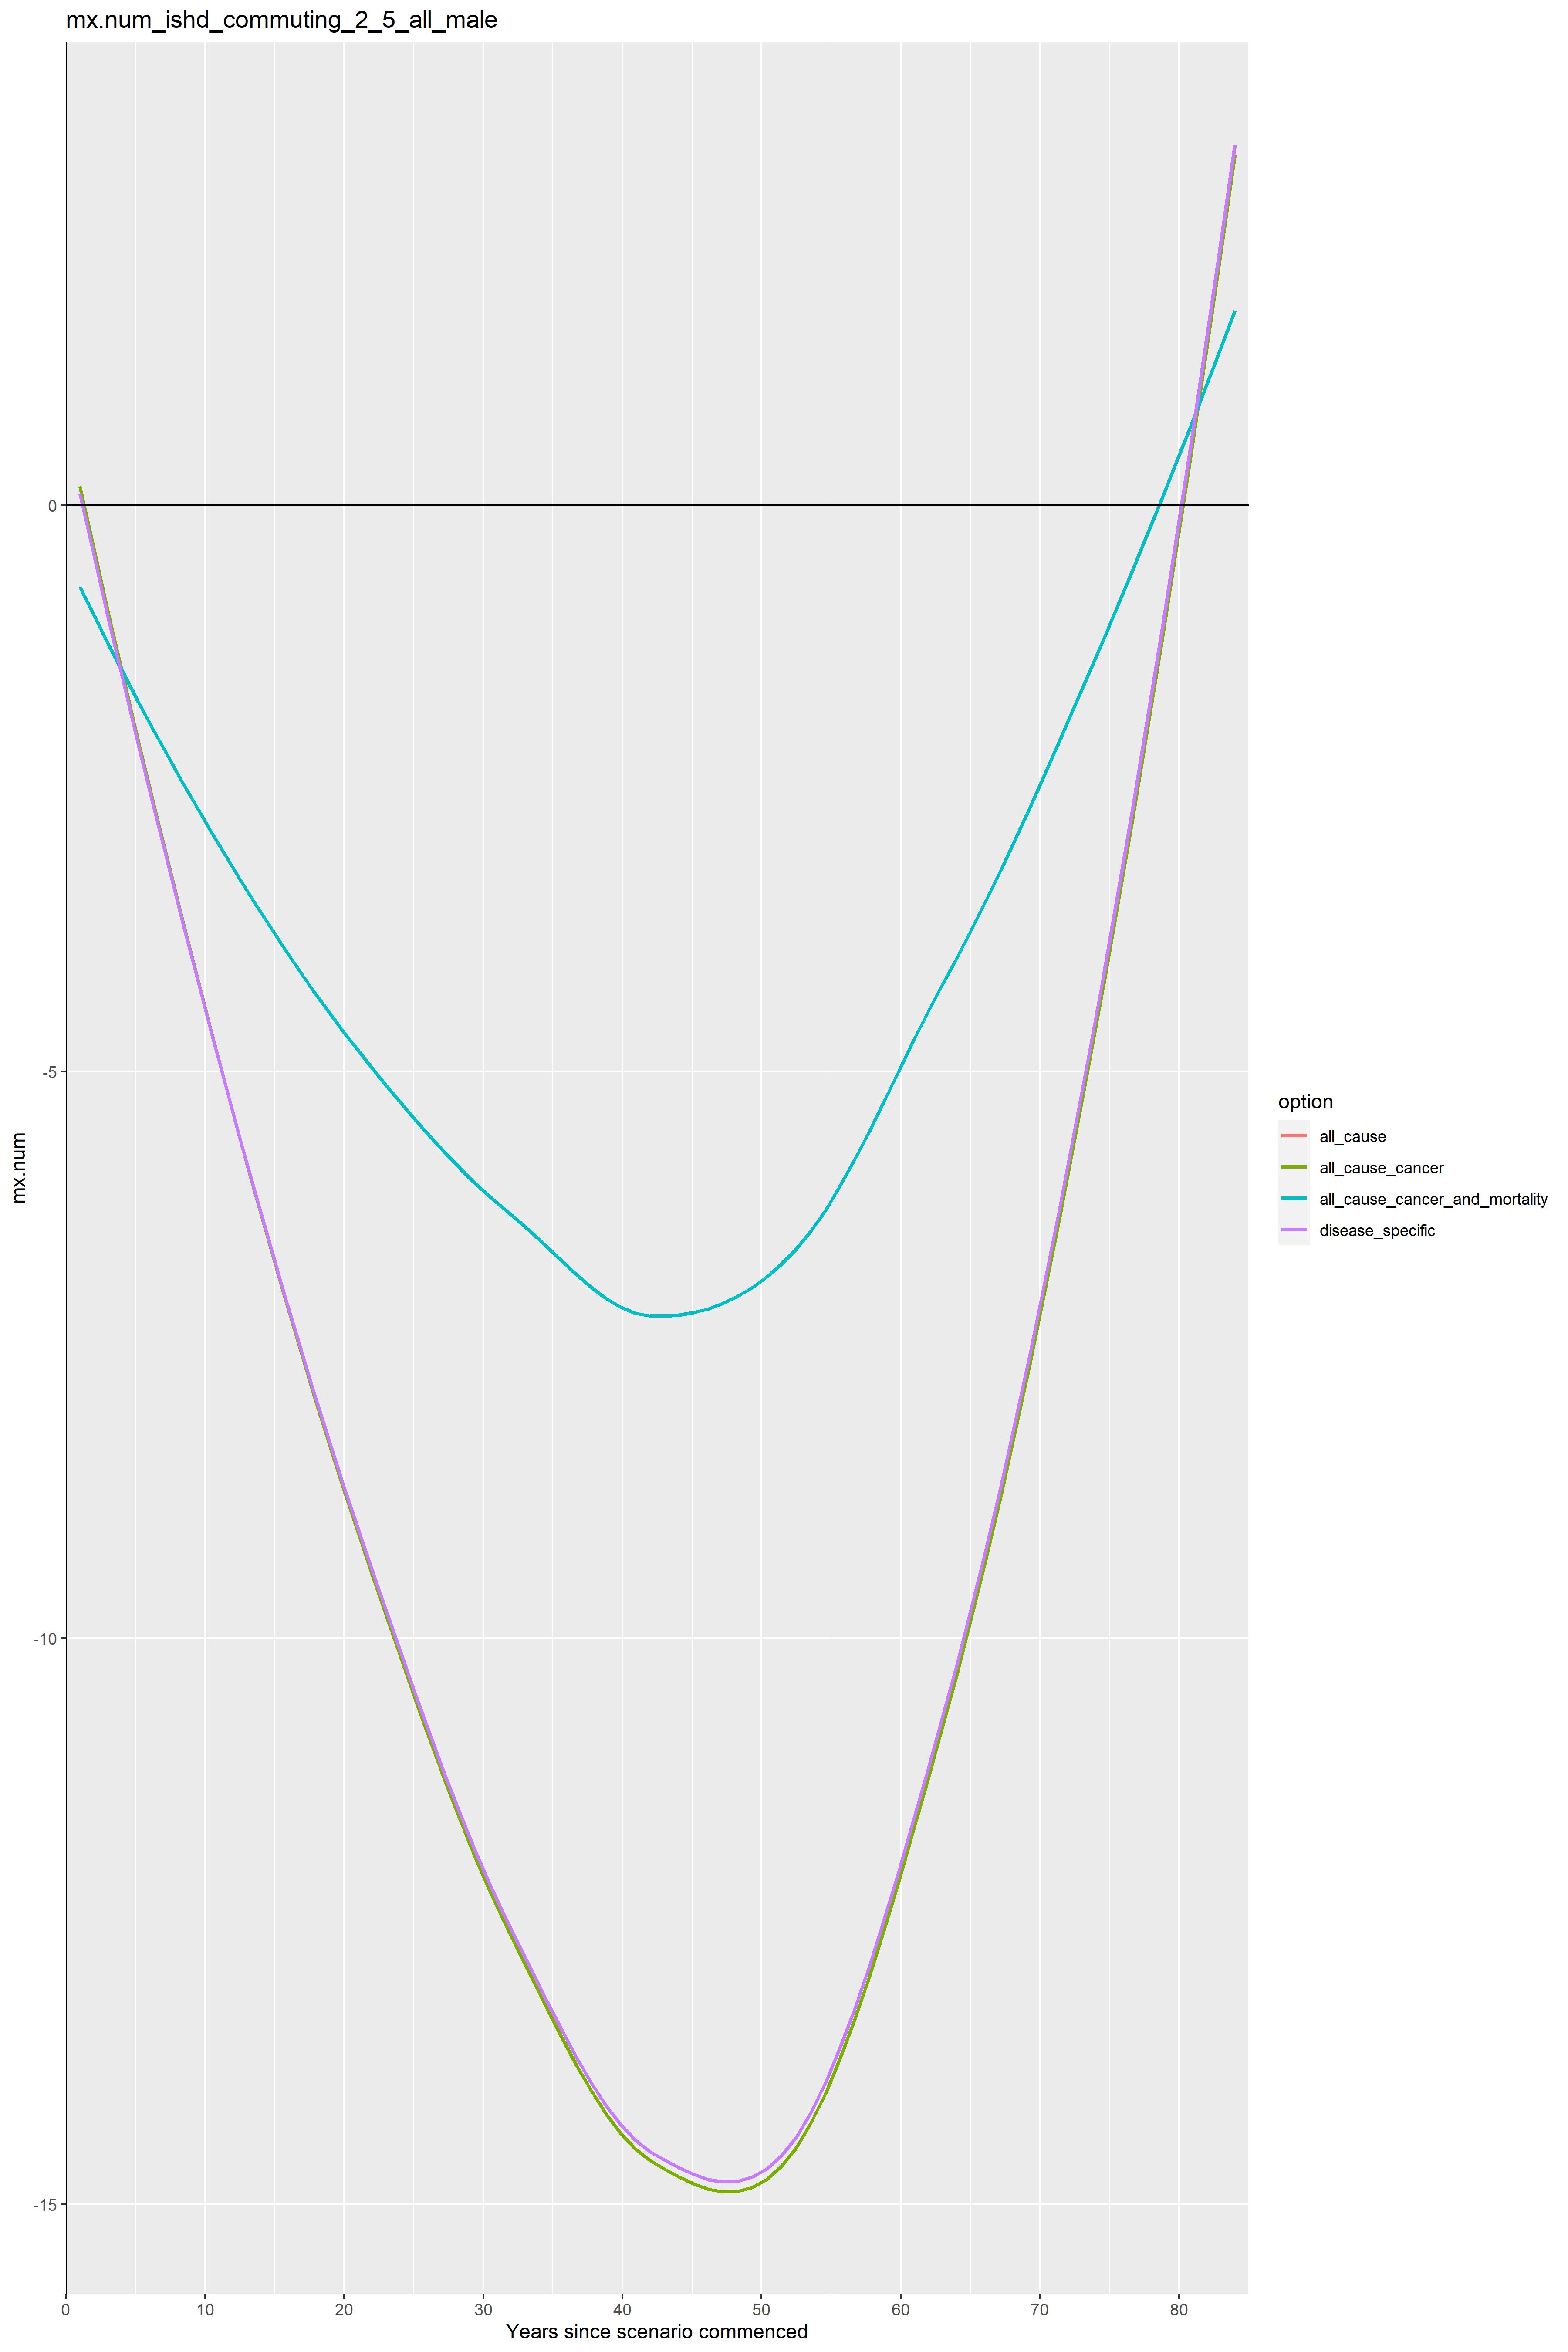 mx.num_ishd_commuting_2_5_all_male
mx.num
0
-5
-10
-15
0 10 20 30 40 50 60 70 80
Years since scenario commenced
option
all_cause
all_cause_cancer
all_cause_cancer_and_mortality
disease_specific